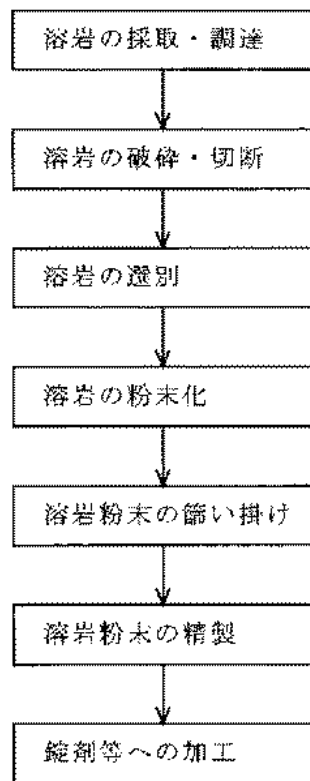 溶岩の採取・調達
溶岩の破砕・切断
溶岩の選別
溶岩の粉末化
溶岩粉末の篩い掛け
溶岩粉末の精製
錠剤等への加工